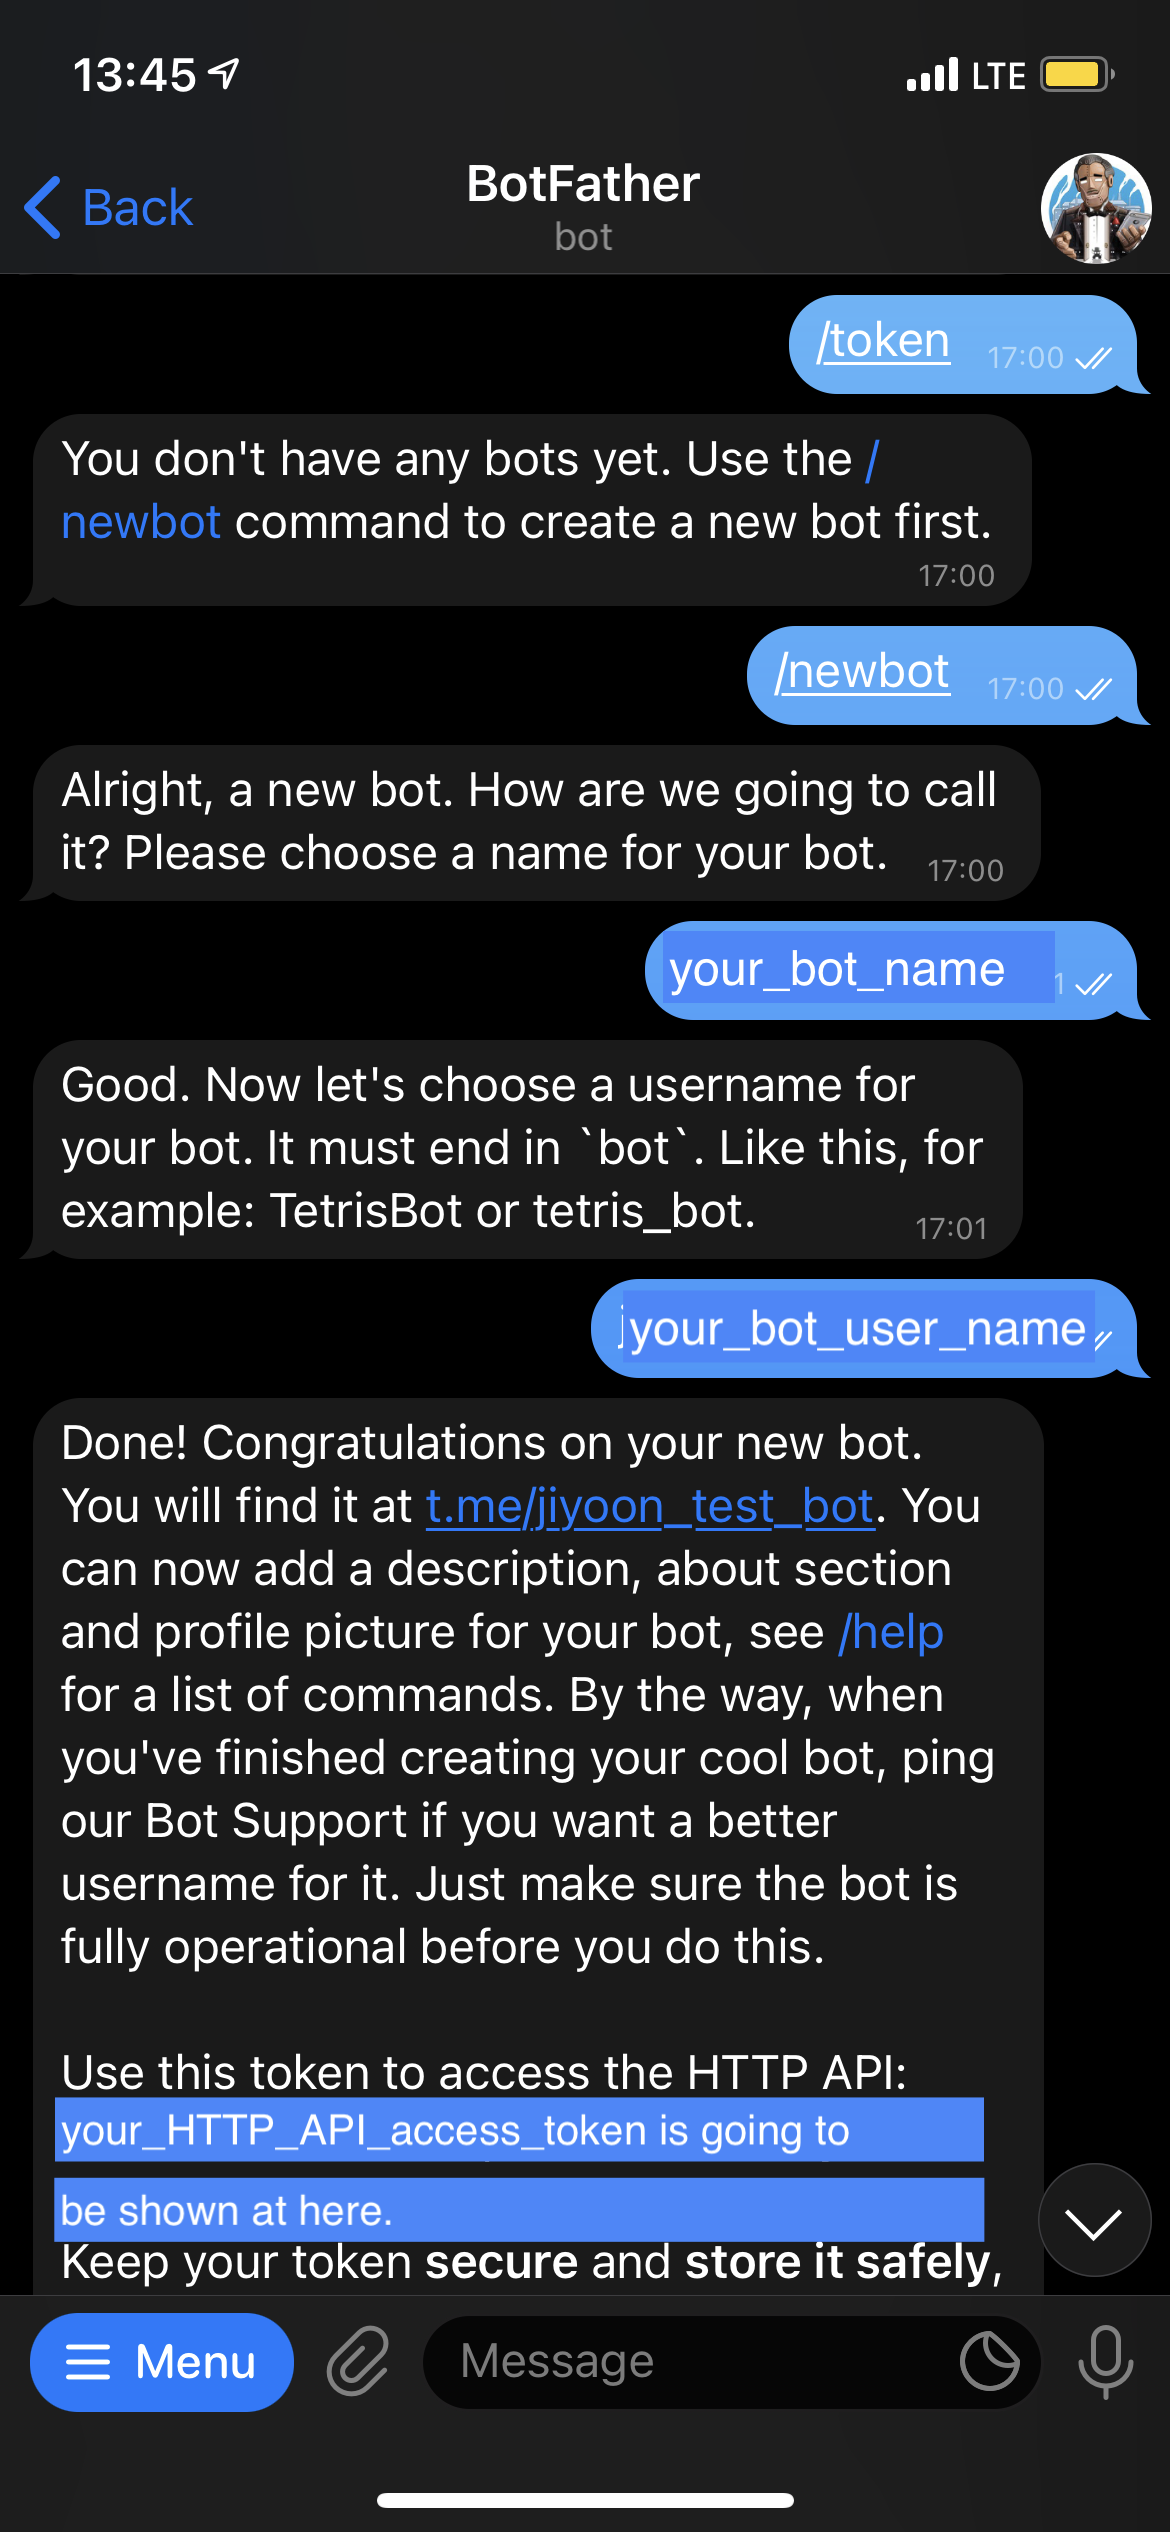 13:45
LTE
Back
BotFather
bot
/token 17:00
You don't have any bots yet. Use the /
newbot command to create a new bot first.
17:00
/newbot 17:00
Alright, a new bot. How are we going to call
it? Please choose a name for your bot. 17:00
your_bot_name 1
Good. Now let's choose a username for
your bot. It must end in `bot`. Like this, for
example: TetrisBot or tetris_bot. 17:01
your_bot_user_name
Done! Congratulations on your new bot.
You will find it at t.me/jiyoon_test_bot. You
can now add a description, about section
and profile picture for your bot, see /help
for a list of commands. By the way, when
you've finished creating your cool bot, ping
our Bot Support if you want a better
username for it. Just make sure the bot is
fully operational before you do this.
Use this token to access the HTTP API:
your_HTTP_API_access_token is going to
be shown at here.
Keep your token secure and store it safely,
Menu
Message